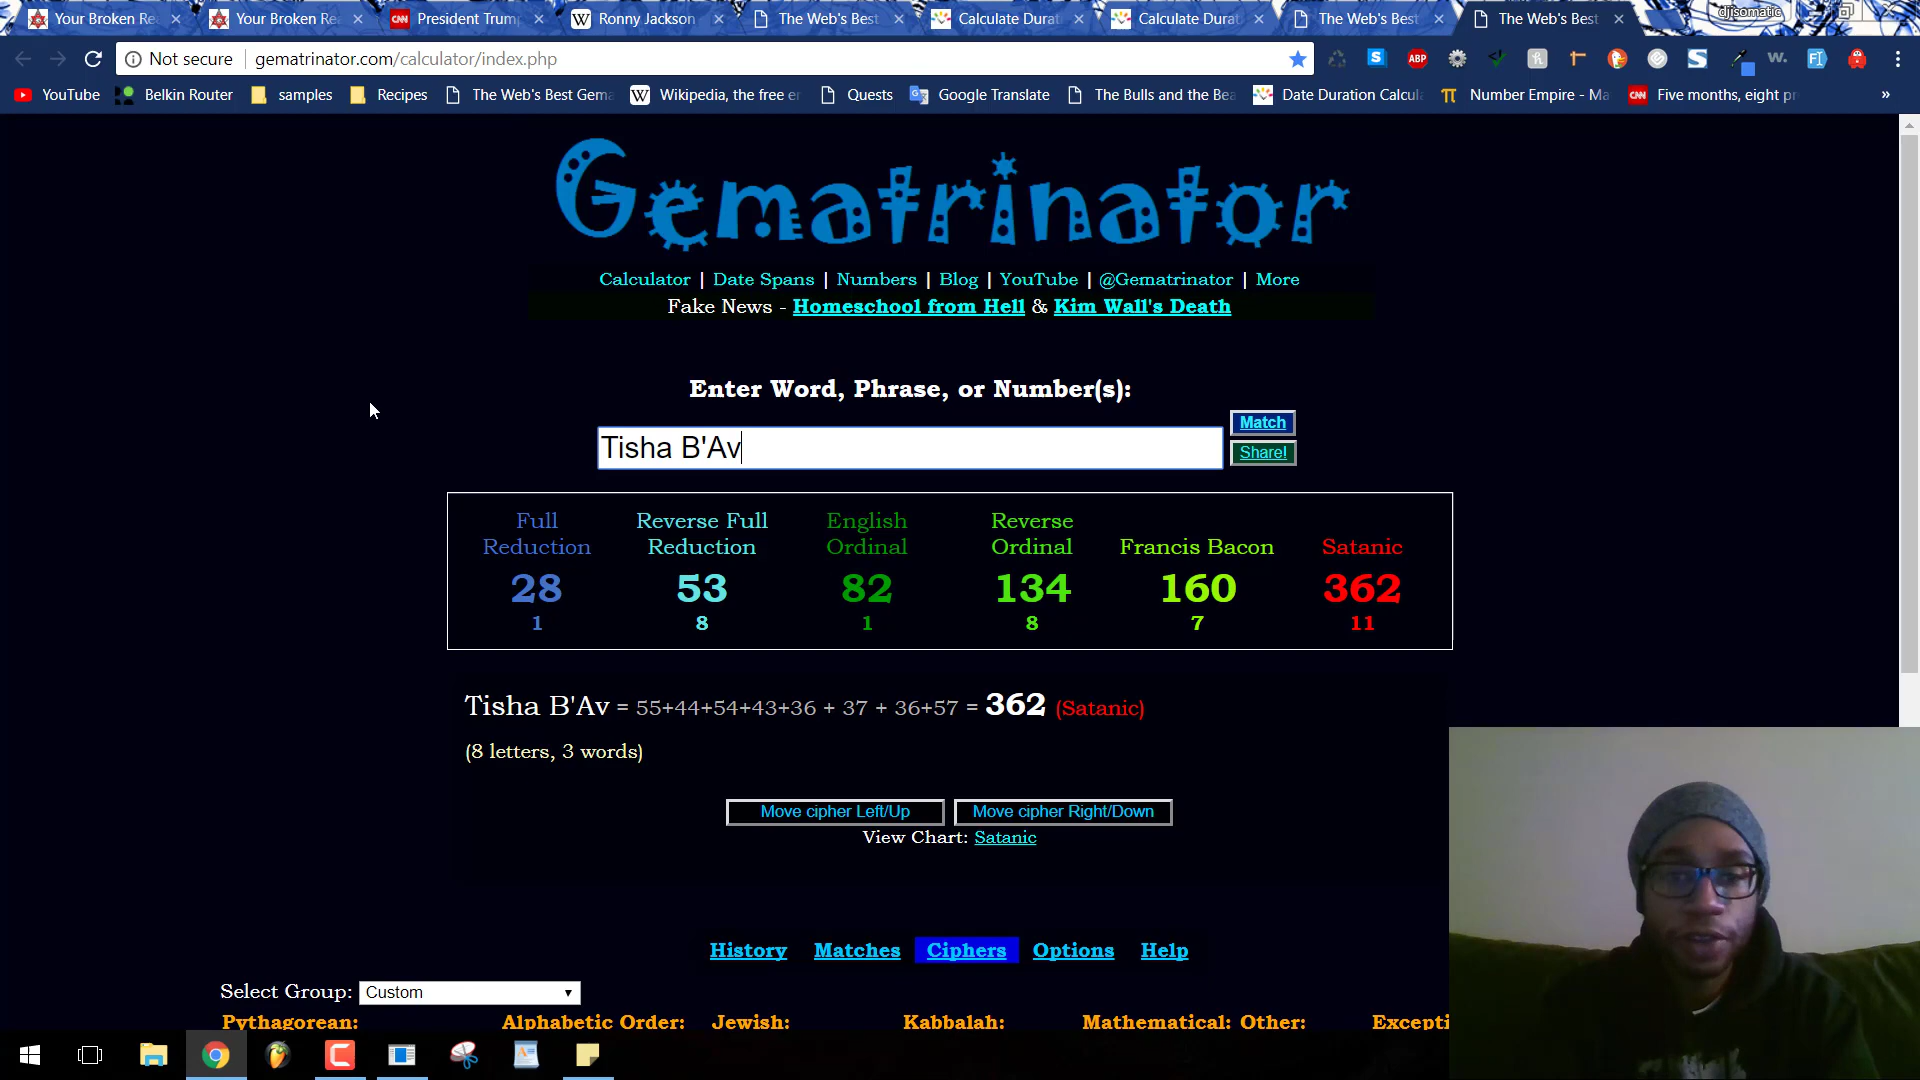 Your Broken Re
Your Broken Rea
President Trum
Ronny Jackson
The Web's Best
Calculate Durat
Calculate Durat
The Web's Best
The Web's Best
djisomatic
Not secure gematrinator.com/calculator/index.php
YouTube Belkin Router samples Recipes The Web's Best Gema Wikipedia, the free e Quests Google Translate The Bulls and the Bea Date Duration Calcul Number Empire - Ma Five months, eight pr »
Gematrinator
Calculator | Date Spans | Numbers | Blog | YouTube | @Gematrinator | More
Fake News - Homeschool from Hell & Kim Wall's Death
Enter Word, Phrase, or Number(s):
Tisha B'Av
Match
Share!
Full Reduction
28
1
Reverse Full Reduction
53
8
English Ordinal
82
1
Reverse Ordinal
134
8
Francis Bacon
160
7
Satanic
362
11
Tisha B'Av = 55+44+54+43+36 + 37 + 36+57 = 362 (Satanic)
(8 letters, 3 words)
Move cipher Left/Up Move cipher Right/Down
View Chart: Satanic
History Matches Ciphers Options Help
Select Group: Custom
Pythagorean: Alphabetic Order: Jewish: Kabbalah: Mathematical: Other: Excepti